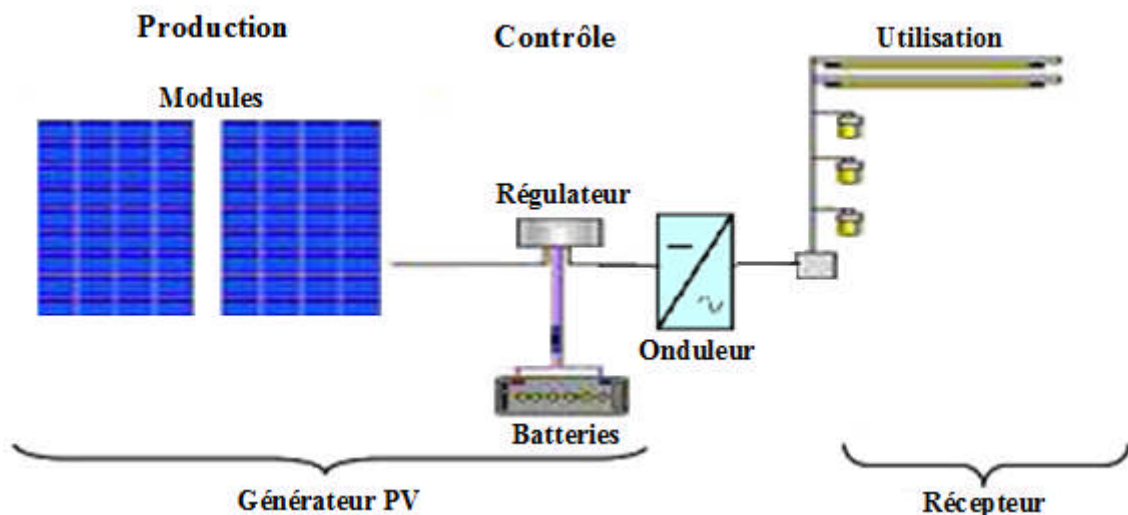 Production
Contrôle
Utilisation
Modules
Régulateur
Onduleur
Batteries
Générateur PV
Récepteur